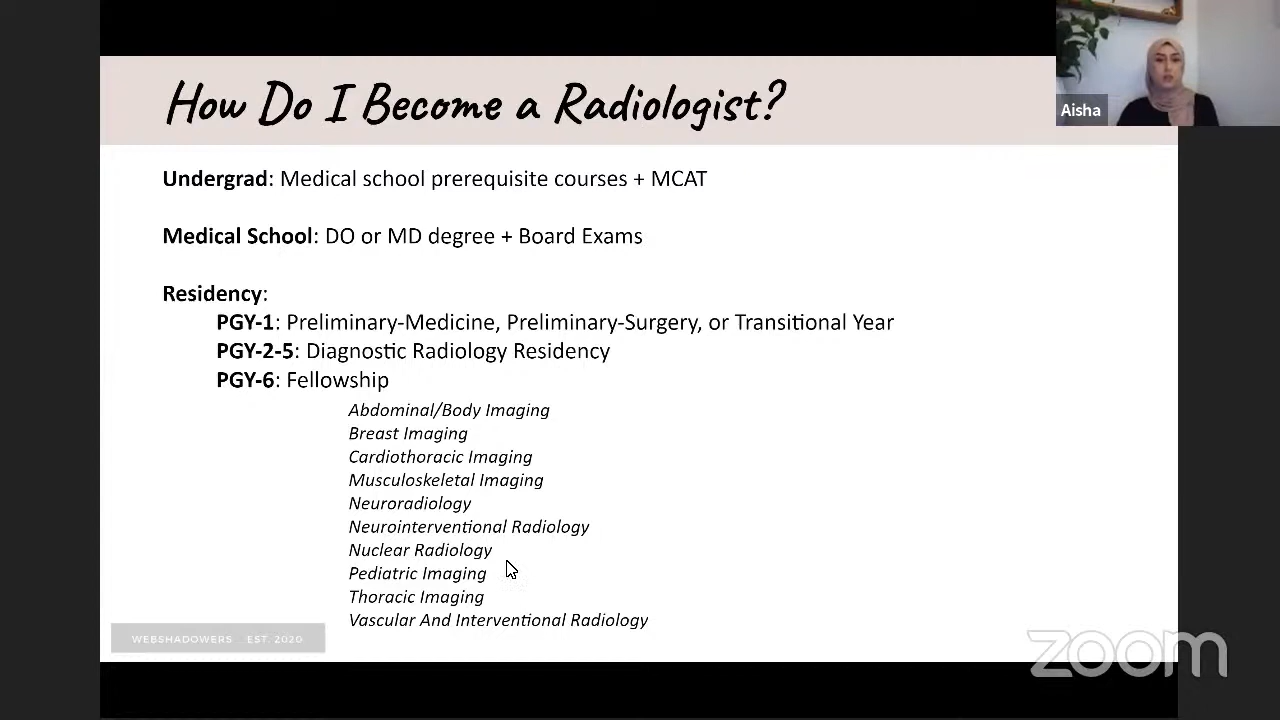 How Do I Become a Radiologist?
Aisha
Undergrad: Medical school prerequisite courses + MCAT
Medical School: DO or MD degree + Board Exams
Residency:
PGY-1: Preliminary-Medicine, Preliminary-Surgery, or Transitional Year
PGY-2-5: Diagnostic Radiology Residency
PGY-6: Fellowship
Abdominal/Body Imaging
Breast Imaging
Cardiothoracic Imaging
Musculoskeletal Imaging
Neuroradiology
Neurointerventional Radiology
Nuclear Radiology
Pediatric Imaging
Thoracic Imaging
Vascular And Interventional Radiology
WEBSHADOWERS EST. 2020
zoom